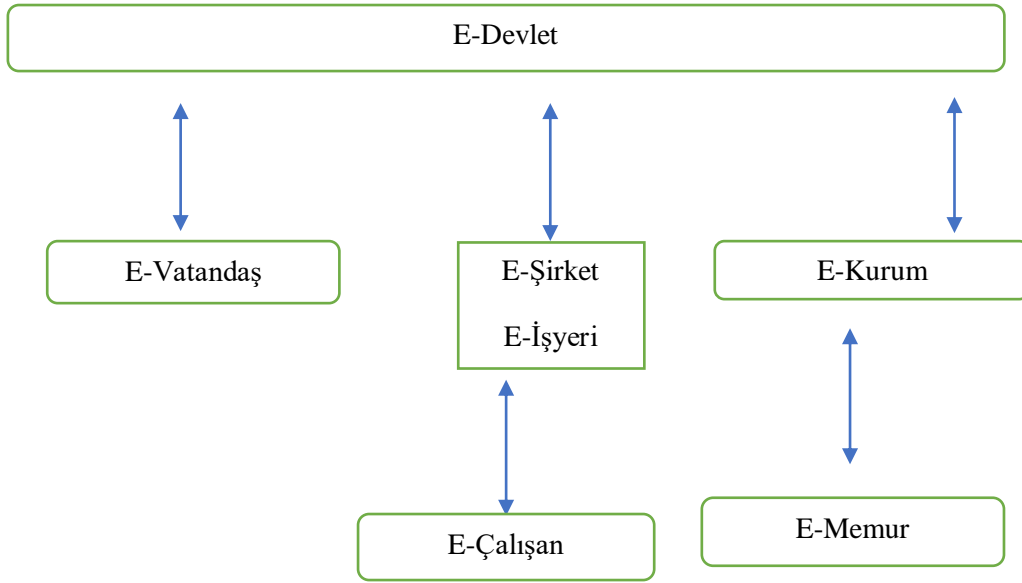 E-Devlet
E-Vatandaş
E-Şirket
E-İşyeri
E-Kurum
E-Çalışan
E-Memur